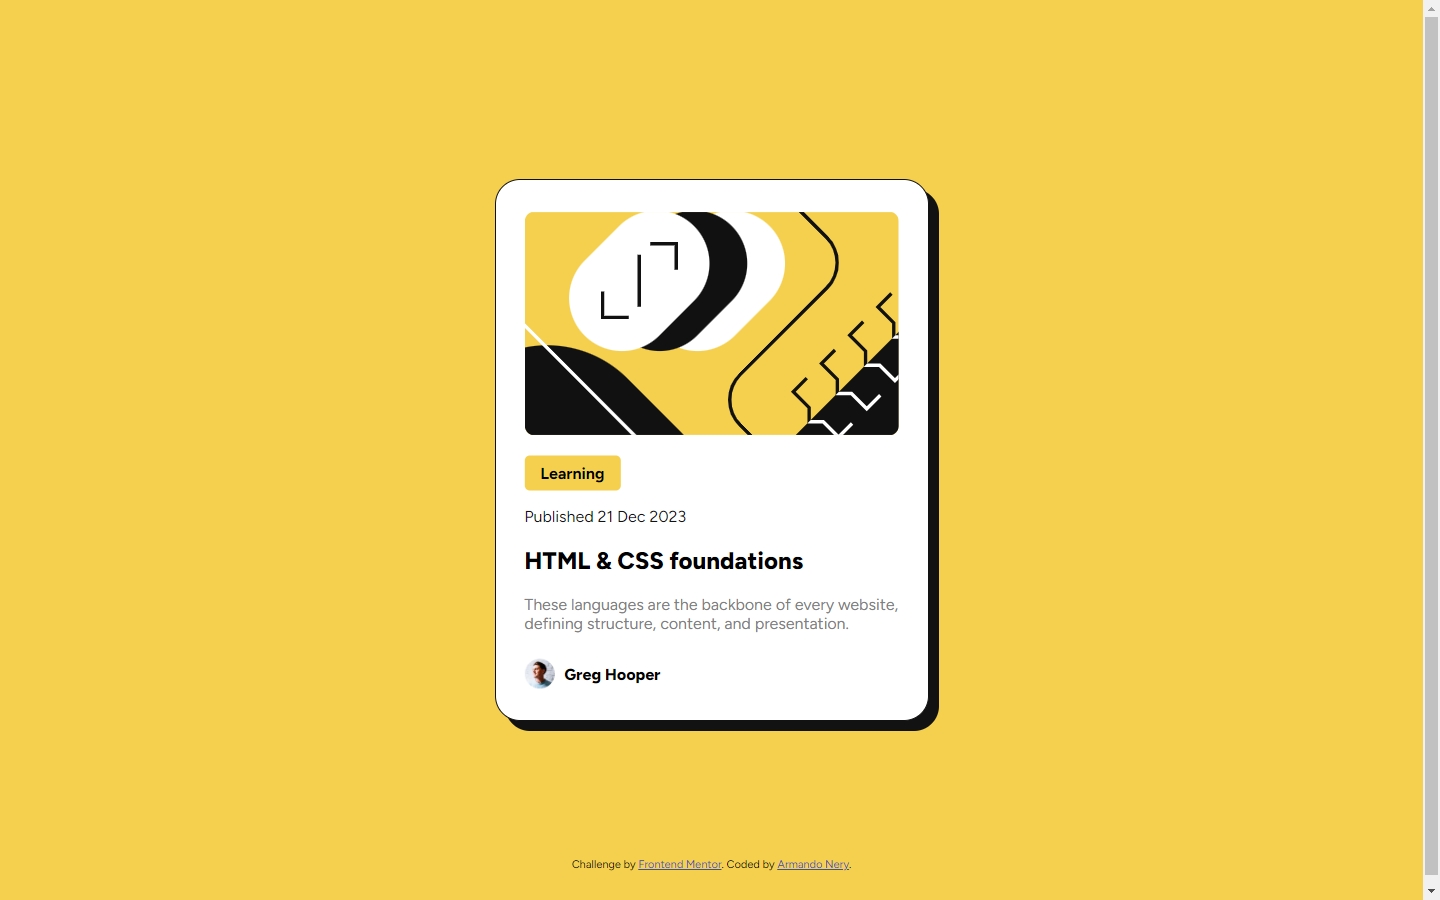 Learning
Published 21 Dec 2023
HTML & CSS foundations
These languages are the backbone of every website,
defining structure, content, and presentation.
Greg Hooper
Challenge by Frontend Mentor. Coded by Armando Nery.